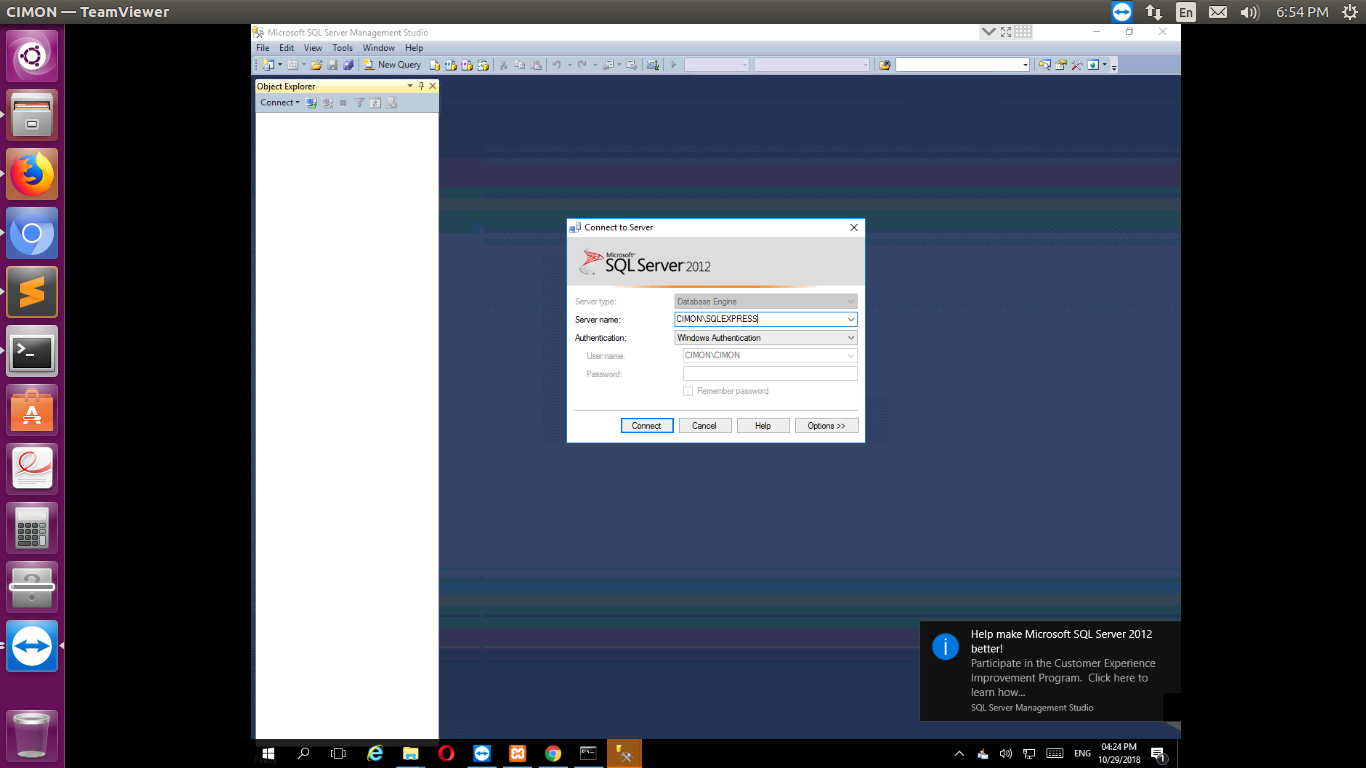 CIMON — TeamViewer
En
6:54 PM
Microsoft SQL Server Management Studio
File Edit View Tools Window Help
New Query
Object Explorer
Connect
Connect to Server
Microsoft®
SQL Server 2012
Server type: Database Engine
Server name: CIMON\SQLEXPRESS
Authentication: Windows Authentication
User name: CIMON\CIMON
Password:
Remember password
Connect Cancel Help Options >>
Help make Microsoft SQL Server 2012
better!
Participate in the Customer Experience
Improvement Program. Click here to
learn how...
SQL Server Management Studio
ENG
04:24 PM
10/29/2018
1